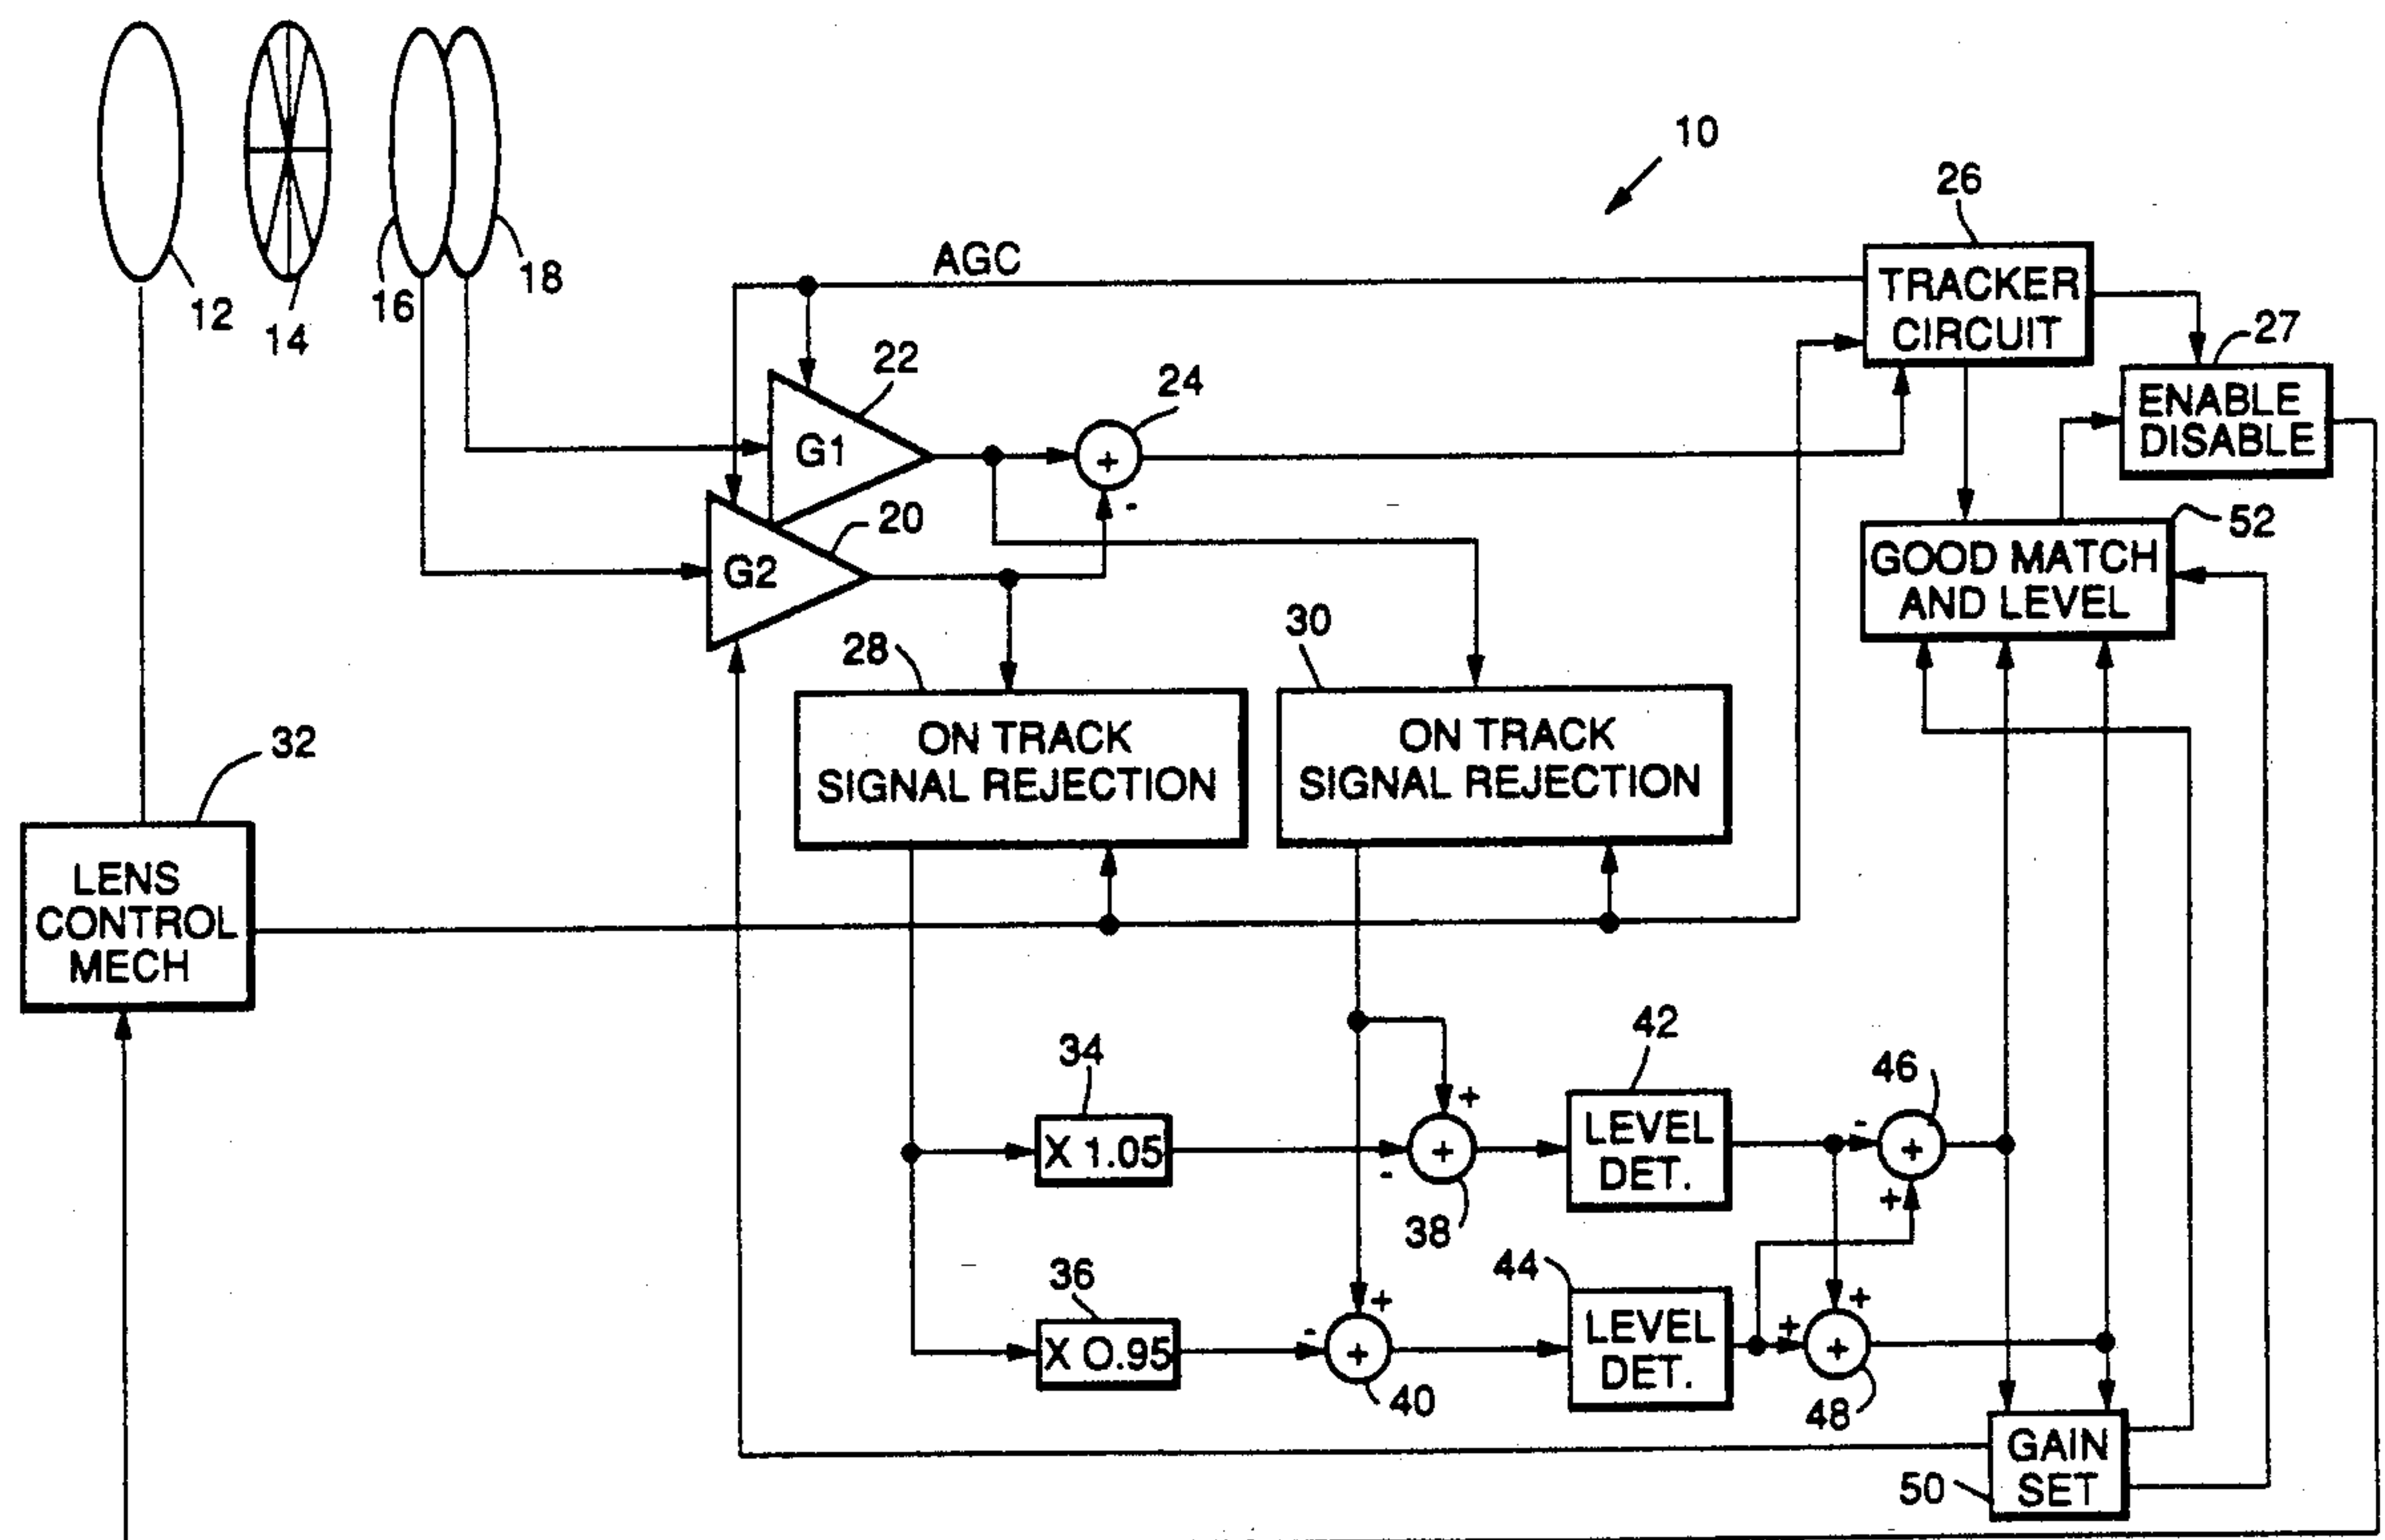 10
26
12
14
16
18
AGC
TRACKER
CIRCUIT
27
ENABLE
DISABLE
22
24
G1
+
-
20
G2
52
GOOD MATCH
AND LEVEL
28
30
ON TRACK
SIGNAL REJECTION
ON TRACK
SIGNAL REJECTION
32
LENS
CONTROL
MECH
34
X 1.05
+
-
+
38
42
LEVEL
DET.
46
-
+
+
36
X 0.95
-
+
+
40
44
LEVEL
DET.
+
+
+
48
50
GAIN
SET